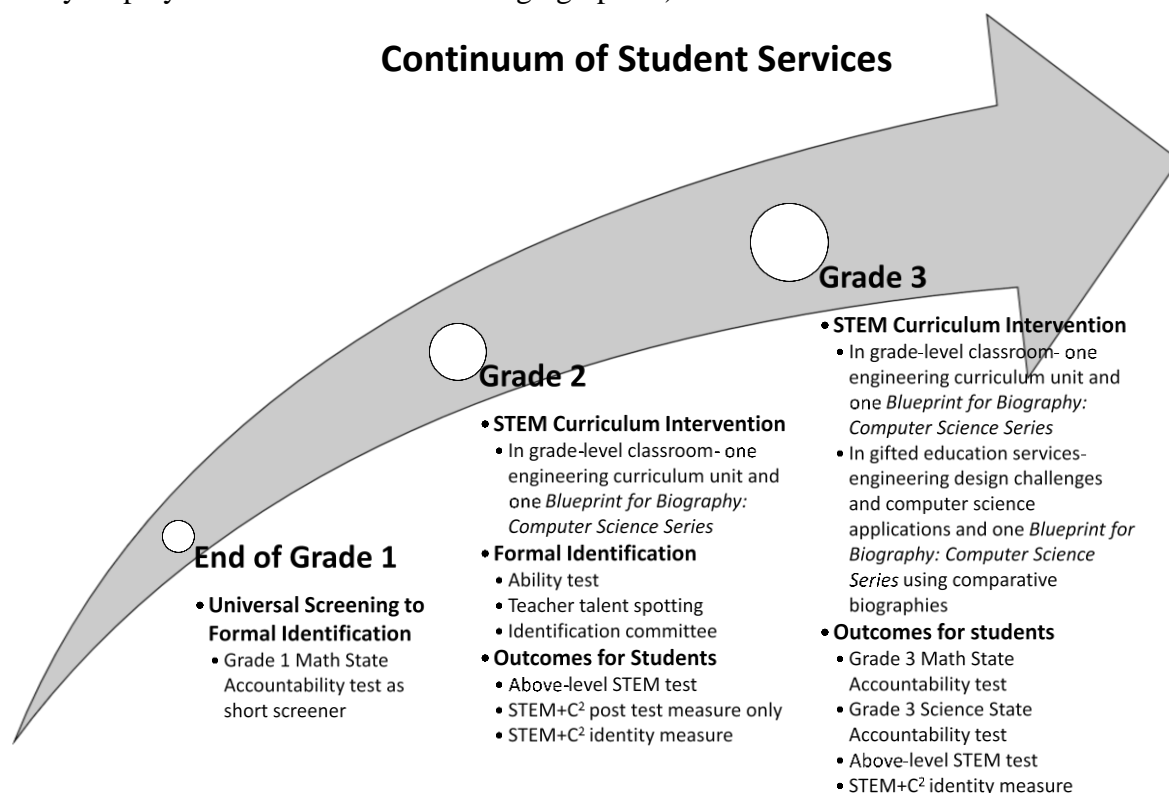 Continuum of Student Services
End of Grade 1
• Universal Screening to
Formal Identification
• Grade 1 Math State
Accountability test as
short screener
Grade 2
• STEM Curriculum Intervention
• In grade-level classroom- one
engineering curriculum unit and
one Blueprint for Biography:
Computer Science Series
• Formal Identification
• Ability test
• Teacher talent spotting
• Identification committee
• Outcomes for Students
• Above-level STEM test
• STEM+C² post test measure only
• STEM+C² identity measure
Grade 3
• STEM Curriculum Intervention
• In grade-level classroom- one
engineering curriculum unit and
one Blueprint for Biography:
Computer Science Series
• In gifted education services-
engineering design challenges
and computer science
applications and one Blueprint for
Biography: Computer Science
Series using comparative
biographies
• Outcomes for students
• Grade 3 Math State
Accountability test
• Grade 3 Science State
Accountability test
• Above-level STEM test
• STEM+C² identity measure